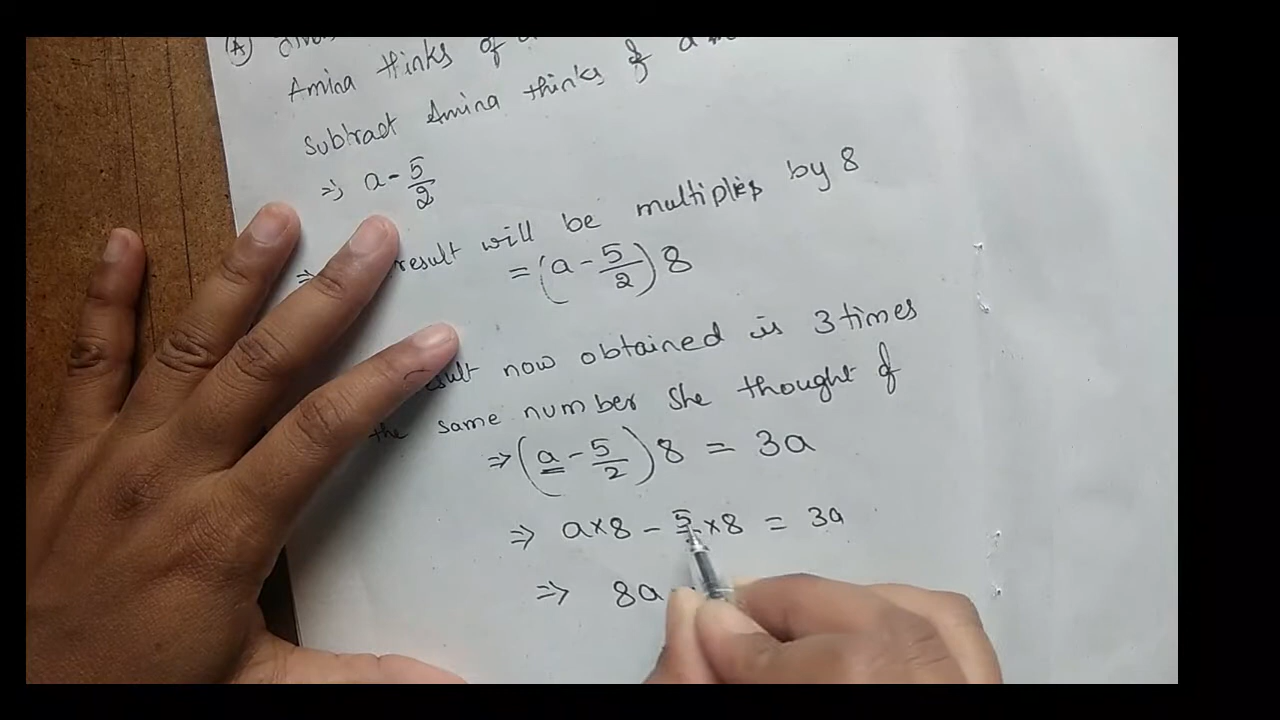 (A)
Amina thinks of a
Subtract Amina thinks of a
⇒ a - 5/2
⇒ result will be multiplies by 8
= (a - 5/2) 8
result now obtained is 3 times
the same number she thought of
⇒ (a - 5/2) 8 = 3a
⇒ a × 8 - 5/2 × 8 = 3a
⇒ 8a